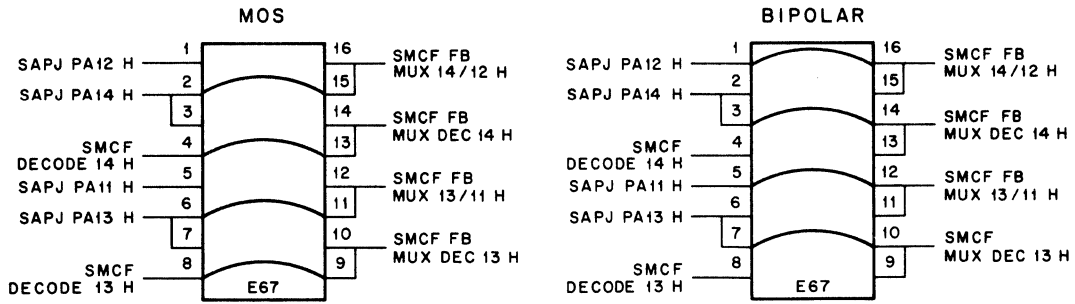 MOS
1
16
SAPJ PA12 H
SMCF FB
MUX 14/12 H
2
15
SAPJ PA14 H
3
14
SMCF FB
MUX DEC 14 H
4
13
SMCF
DECODE 14 H
5
12
SAPJ PA11 H
SMCF FB
MUX 13/11 H
6
11
SAPJ PA13 H
7
10
SMCF FB
MUX DEC 13 H
8
9
SMCF
DECODE 13 H
E67
BIPOLAR
1
16
SAPJ PA12 H
SMCF FB
MUX 14/12 H
2
15
SAPJ PA14 H
3
14
SMCF FB
MUX DEC 14 H
4
13
SMCF
DECODE 14 H
5
12
SAPJ PA11 H
SMCF FB
MUX 13/11 H
6
11
SAPJ PA13 H
7
10
SMCF
MUX DEC 13 H
8
9
SMCF
DECODE 13 H
E67